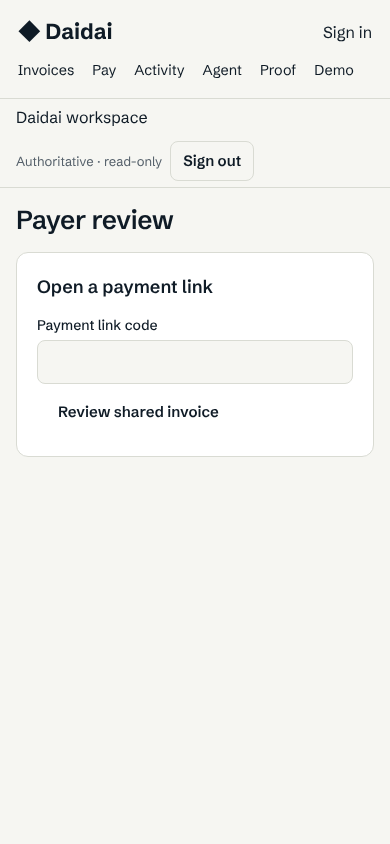 Daidai
Sign in
Invoices Pay Activity Agent Proof Demo
Daidai workspace
Authoritative · read-only
Sign out
Payer review
Open a payment link
Payment link code
Review shared invoice